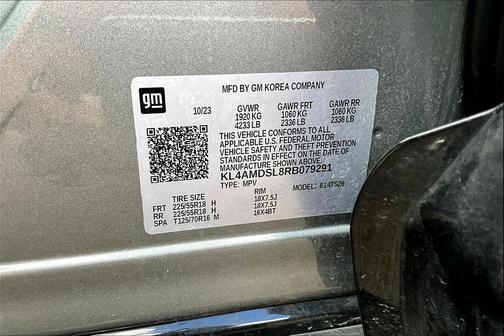 MFD BY GM KOREA COMPANY
gm
10/23 GVWR GAWR FRT GAWR RR
1920 KG 1060 KG 1060 KG
4233 LB 2336 LB 2336 LB
THIS VEHICLE CONFORMS TO ALL
APPLICABLE U.S. FEDERAL MOTOR
VEHICLE SAFETY AND THEFT PREVENTION
STANDARDS IN EFFECT ON THE DATE OF
MANUFACTURE SHOWN ABOVE.
KL4AMDSL8RB079291
TYPE: MPV MODEL: 814TS26
TIRE SIZE RIM
FRT 225/55R18 H 18X7.5J
RR 225/55R18 H 18X7.5J
SPA T125/70R16 M 16X4BT